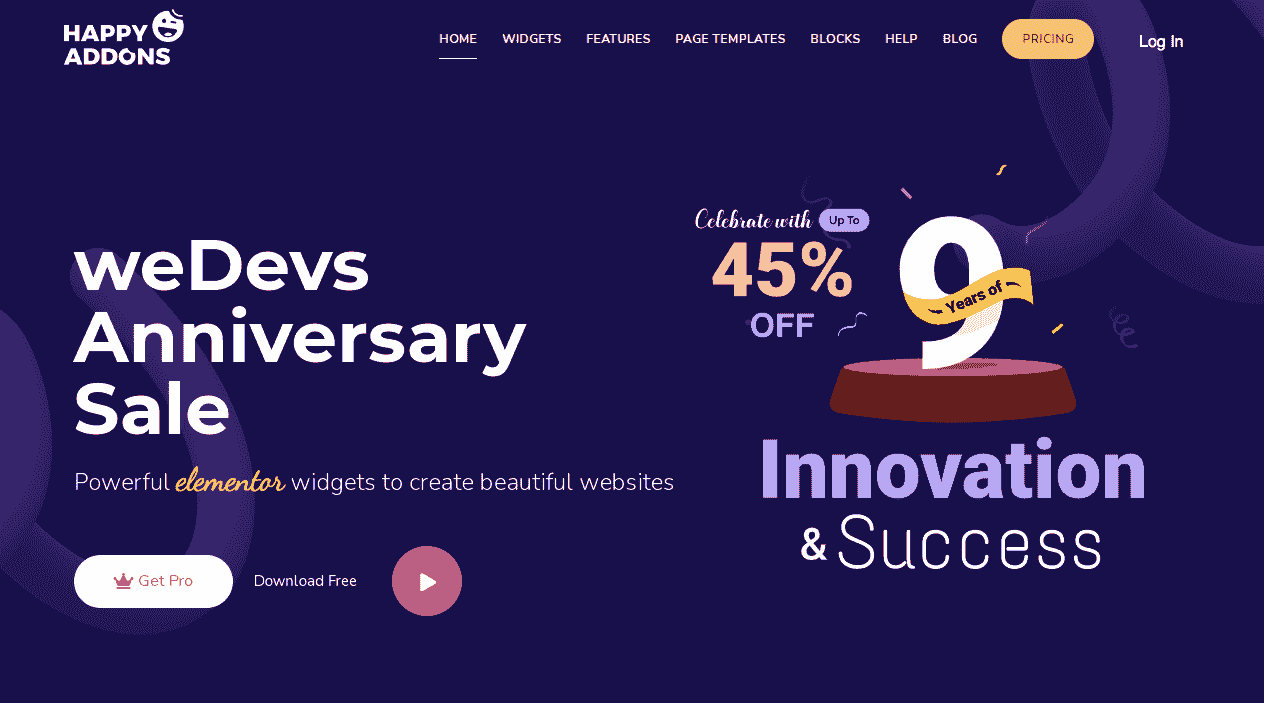 HAPPY
ADDONS
HOME WIDGETS FEATURES PAGE TEMPLATES BLOCKS HELP BLOG PRICING Log in
weDevs
Anniversary
Sale
Powerful elementor widgets to create beautiful websites
Get Pro Download Free
Celebrate with Up To
45%
OFF
9
Years of
Innovation
& Success